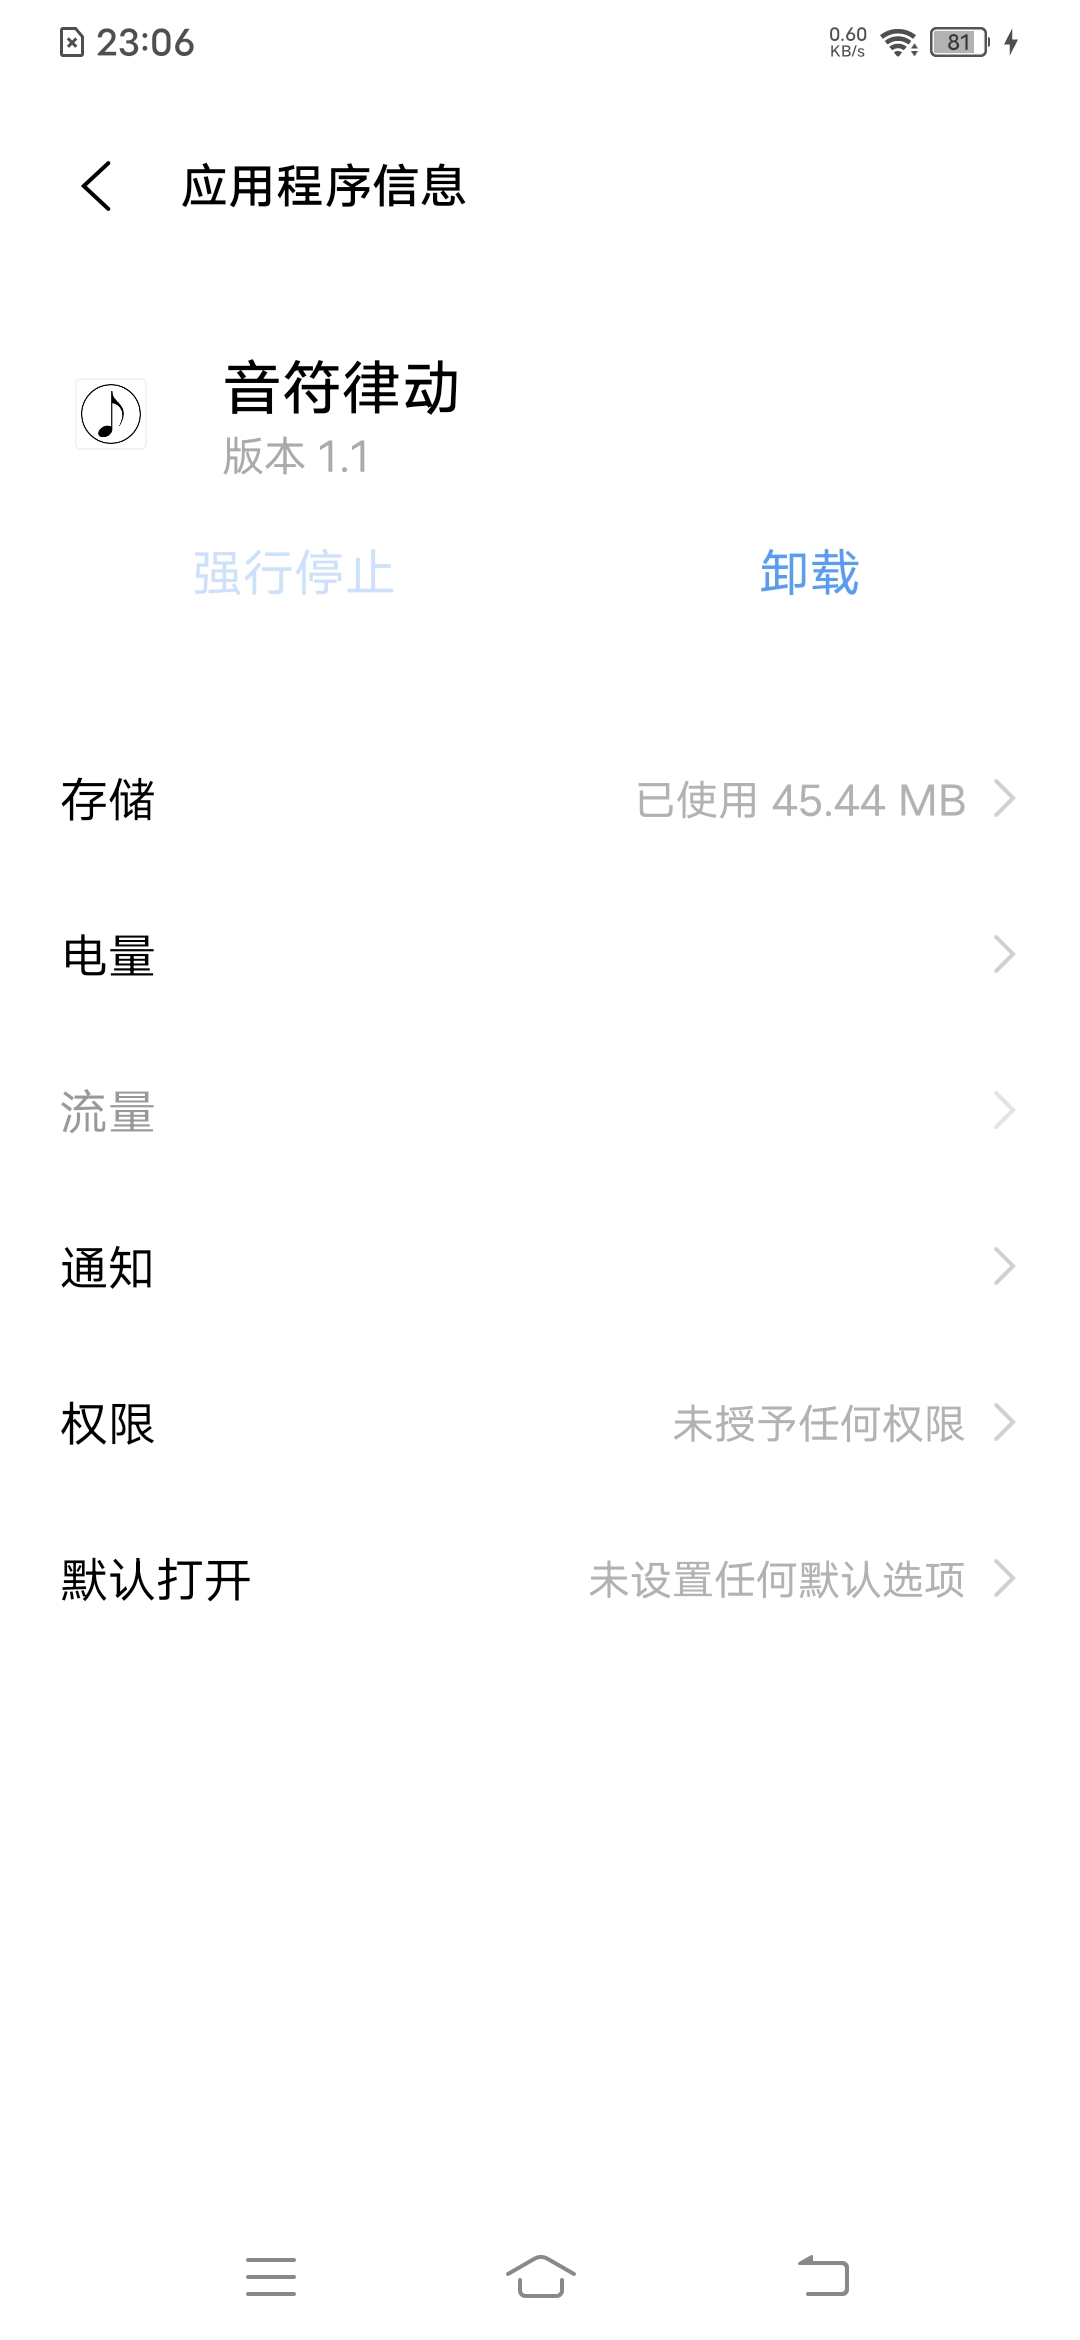 23:06
0.60
KB/s
81
应用程序信息
音符律动
版本 1.1
强行停止
卸载
存储
已使用 45.44 MB
电量
流量
通知
权限
未授予任何权限
默认打开
未设置任何默认选项